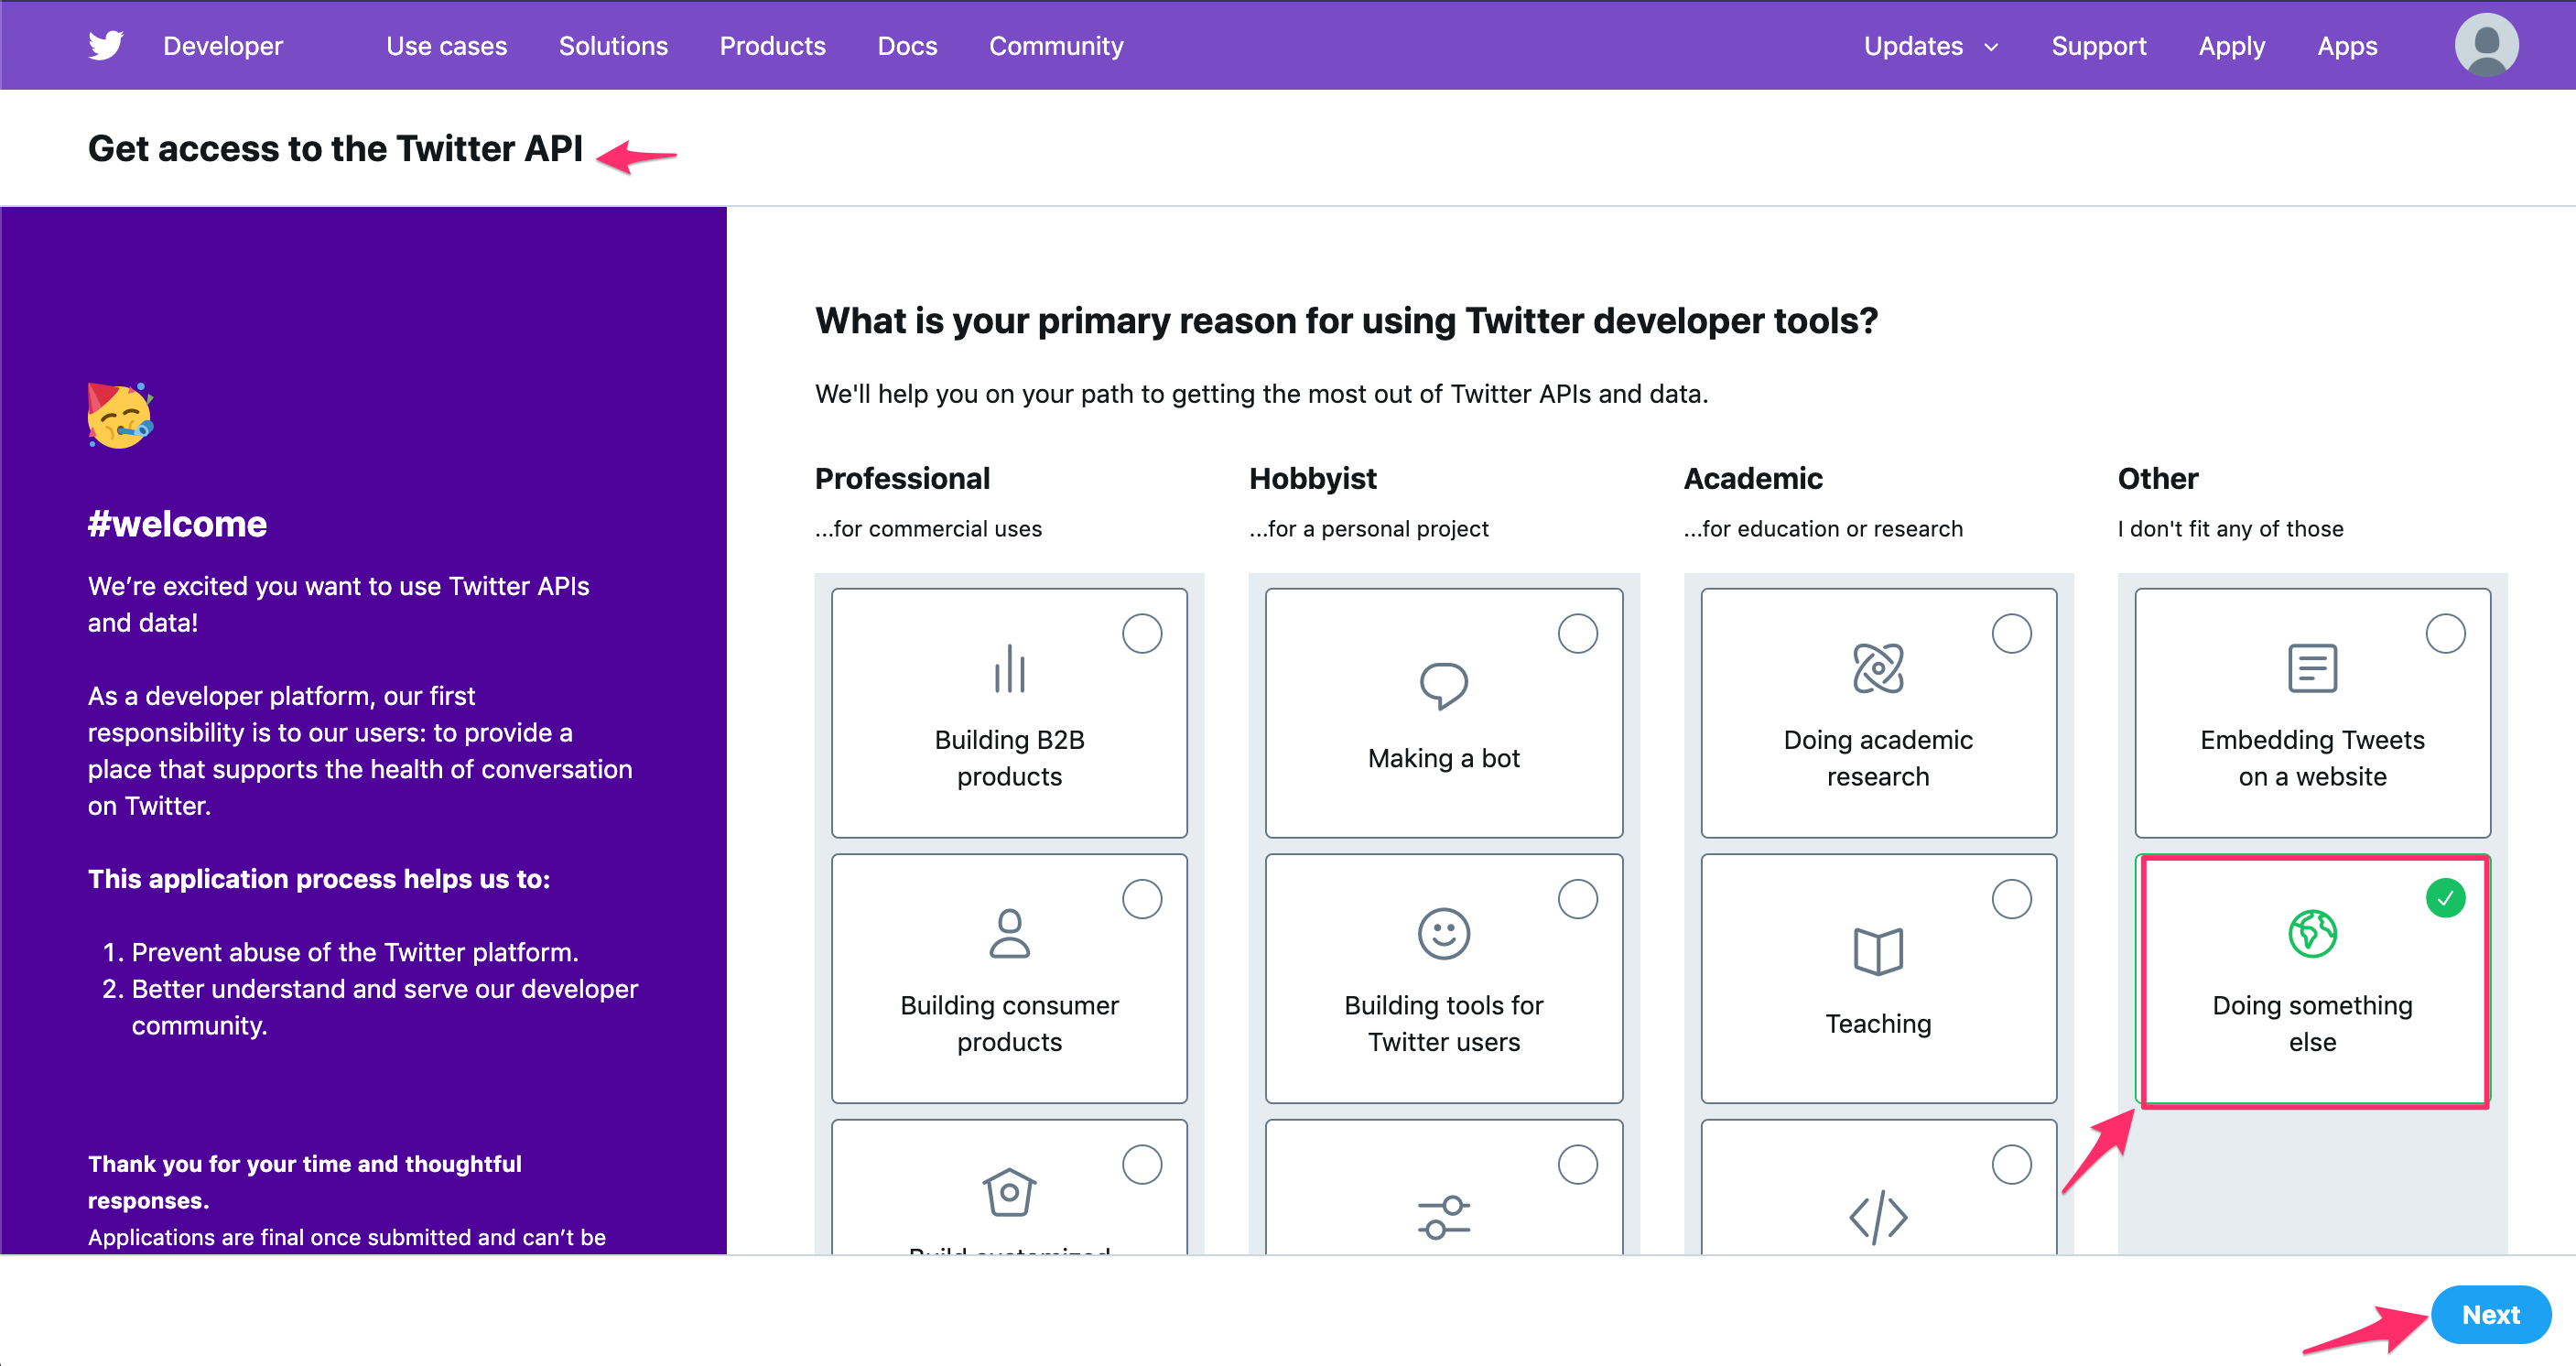 Developer
Use cases
Solutions
Products
Docs
Community
Updates
Support
Apply
Apps
Get access to the Twitter API
#welcome
We’re excited you want to use Twitter APIs
and data!
As a developer platform, our first
responsibility is to our users: to provide a
place that supports the health of conversation
on Twitter.
This application process helps us to:
1. Prevent abuse of the Twitter platform.
2. Better understand and serve our developer
community.
Thank you for your time and thoughtful
responses.
Applications are final once submitted and can’t be
What is your primary reason for using Twitter developer tools?
We'll help you on your path to getting the most out of Twitter APIs and data.
Professional
...for commercial uses
Building B2B
products
Building consumer
products
Build customized
Hobbyist
...for a personal project
Making a bot
Building tools for
Twitter users
Academic
...for education or research
Doing academic
research
Teaching
Other
I don't fit any of those
Embedding Tweets
on a website
Doing something
else
Next